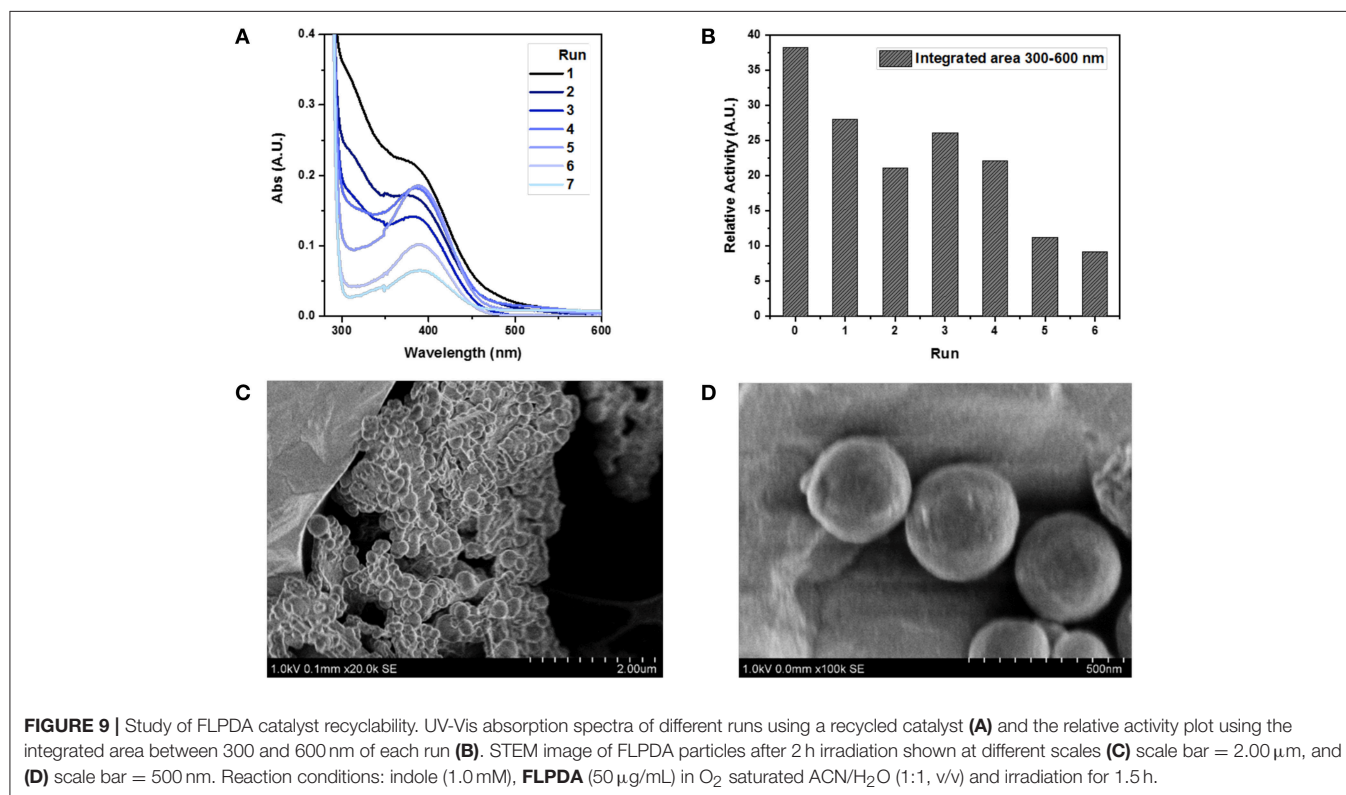 A
Run
1
2
3
4
5
6
7
0.4
0.3
0.2
0.1
0.0
Abs (A.U.)
300
400
500
600
Wavelength (nm)
B
Integrated area 300-600 nm
40
35
30
25
20
15
10
5
0
Relative Activity (A.U.)
0
1
2
3
4
5
6
Run
C
1.0kV 0.1mm x20.0k SE
2.00um
D
1.0kV 0.0mm x100k SE
500nm
FIGURE 9 | Study of FLPDA catalyst recyclability. UV-Vis absorption spectra of different runs using a recycled catalyst (A) and the relative activity plot using the
integrated area between 300 and 600 nm of each run (B). STEM image of FLPDA particles after 2 h irradiation shown at different scales (C) scale bar = 2.00 μm, and
(D) scale bar = 500 nm. Reaction conditions: indole (1.0 mM), FLPDA (50 μg/mL) in O₂ saturated ACN/H₂O (1:1, v/v) and irradiation for 1.5 h.